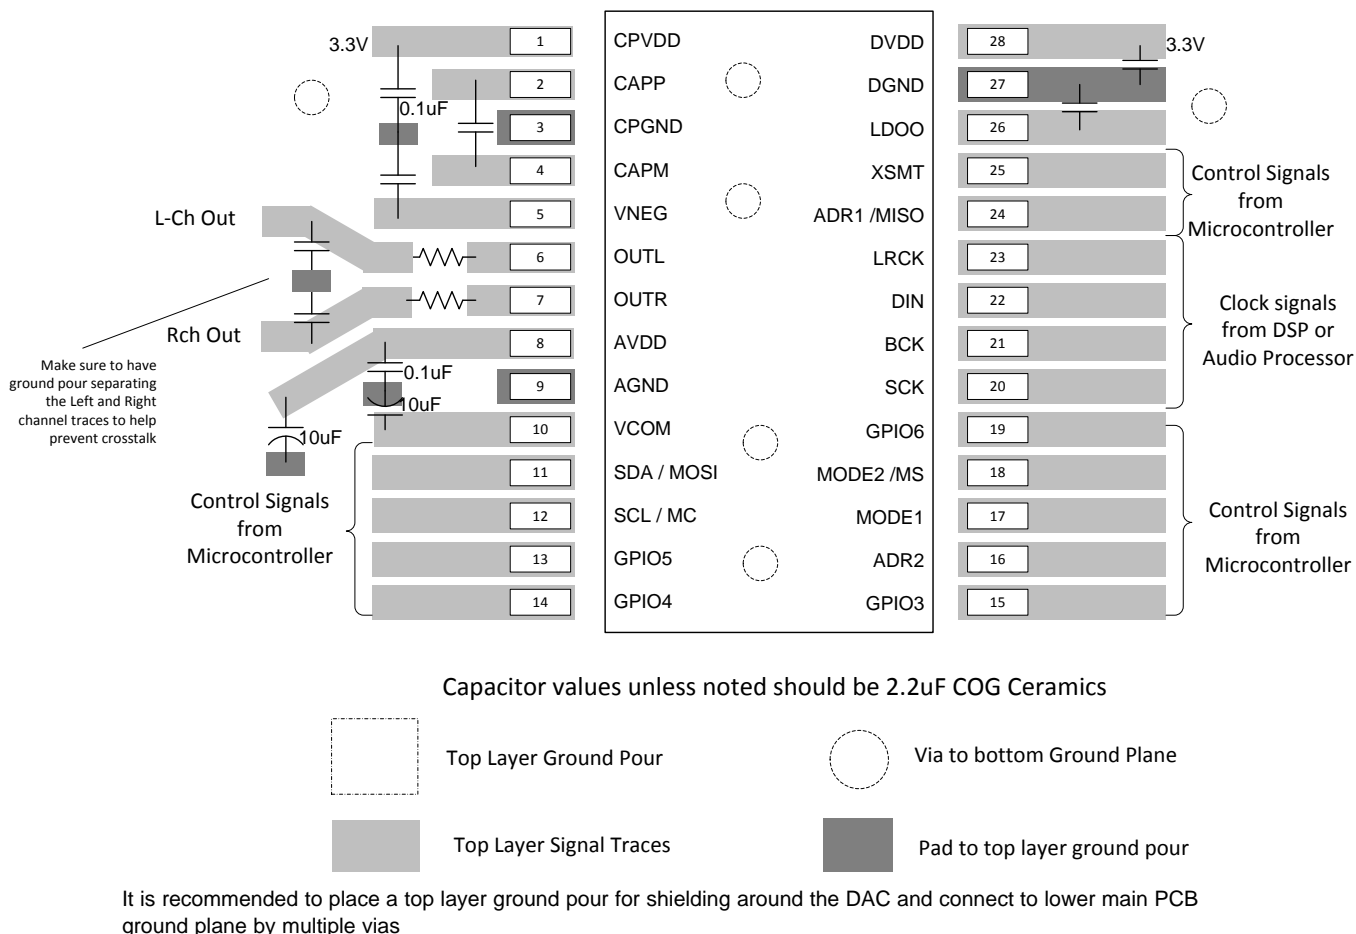 3.3V
1
CPVDD
DVDD
28
3.3V
2
CAPP
DGND
27
0.1uF
3
CPGND
LDOO
26
4
CAPM
XSMT
25
Control Signals
from
Microcontroller
L-Ch Out
5
VNEG
ADR1 /MISO
24
6
OUTL
LRCK
23
7
OUTR
DIN
22
Clock signals
from DSP or
Audio Processor
Rch Out
8
AVDD
BCK
21
Make sure to have
ground pour separating
the Left and Right
channel traces to help
prevent crosstalk
0.1uF
9
AGND
SCK
20
10uF
10
VCOM
GPIO6
19
10uF
11
SDA / MOSI
MODE2 /MS
18
Control Signals
from
Microcontroller
12
SCL / MC
MODE1
17
Control Signals
from
Microcontroller
13
GPIO5
ADR2
16
14
GPIO4
GPIO3
15
Capacitor values unless noted should be 2.2uF COG Ceramics
Top Layer Ground Pour
Via to bottom Ground Plane
Top Layer Signal Traces
Pad to top layer ground pour
It is recommended to place a top layer ground pour for shielding around the DAC and connect to lower main PCB
ground plane by multiple vias